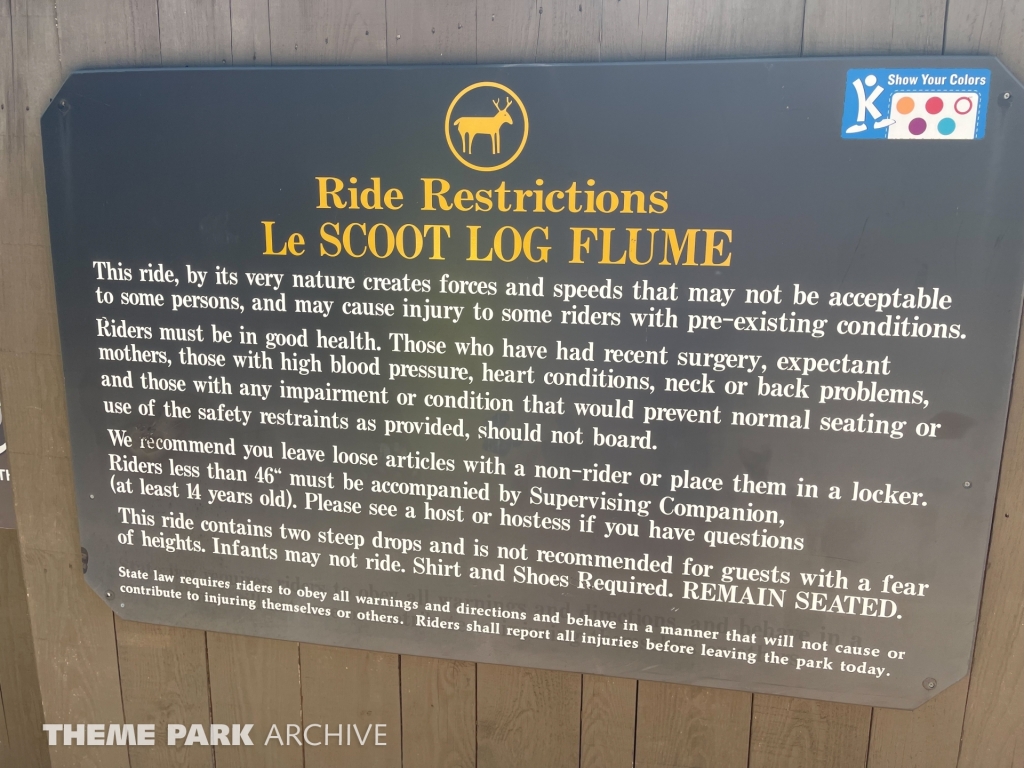 K Show Your Colors
Ride Restrictions
Le SCOOT LOG FLUME
This ride, by its very nature creates forces and speeds that may not be acceptable
to some persons, and may cause injury to some riders with pre-existing conditions.
Riders must be in good health. Those who have had recent surgery, expectant
mothers, those with high blood pressure, heart conditions, neck or back problems,
and those with any impairment or condition that would prevent normal seating or
use of the safety restraints as provided, should not board.
We recommend you leave loose articles with a non-rider or place them in a locker.
Riders less than 46“ must be accompanied by Supervising Companion,
(at least 14 years old). Please see a host or hostess if you have questions
This ride contains two steep drops and is not recommended for guests with a fear
of heights. Infants may not ride. Shirt and Shoes Required. REMAIN SEATED.
State law requires riders to obey all warnings and directions and behave in a manner that will not cause or
contribute to injuring themselves or others. Riders shall report all injuries before leaving the park today.
THEME PARK ARCHIVE